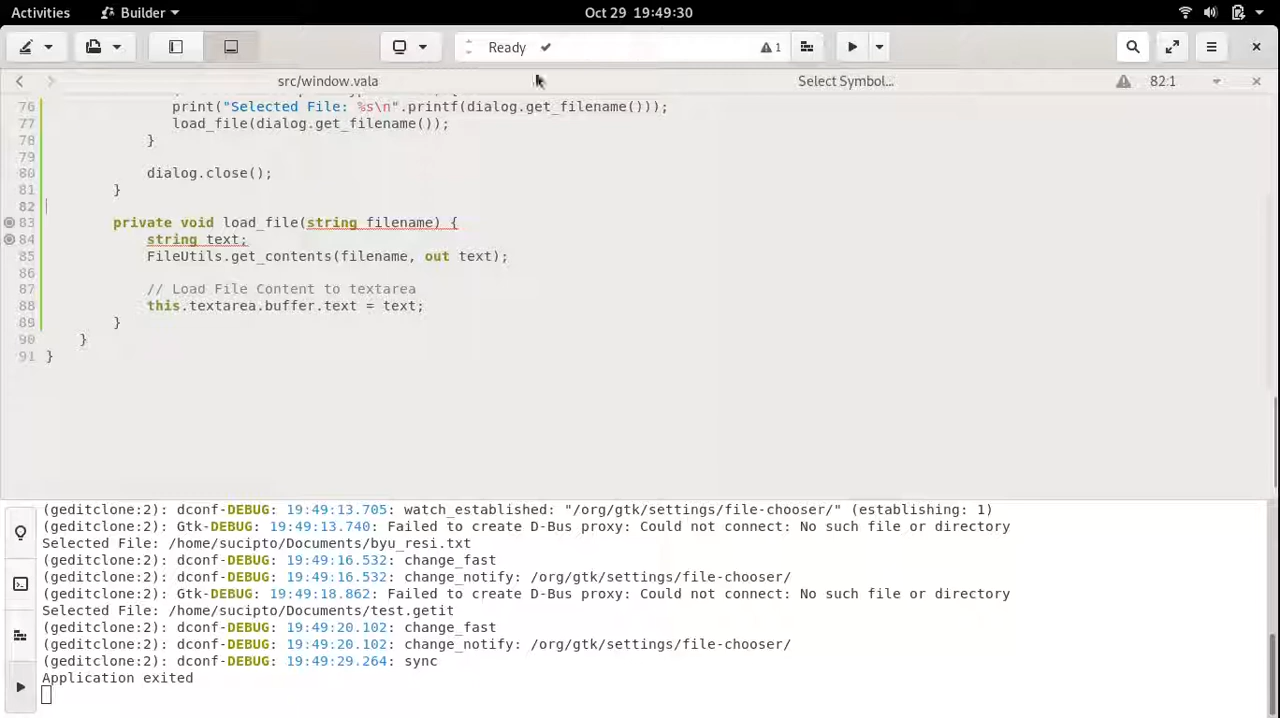 Activities Builder Oct 29 19:49:30
Ready 1
src/window.vala Select Symbol... 82:1
76 print("Selected File: %s\n".printf(dialog.get_filename()));
77 load_file(dialog.get_filename());
78 }
79
80 dialog.close();
81 }
82
83 private void load_file(string filename) {
84 string text;
85 FileUtils.get_contents(filename, out text);
86
87 // Load File Content to textarea
88 this.textarea.buffer.text = text;
89 }
90 }
91 }
(geditclone:2): dconf-DEBUG: 19:49:13.705: watch_established: "/org/gtk/settings/file-chooser/" (establishing: 1)
(geditclone:2): Gtk-DEBUG: 19:49:13.740: Failed to create D-Bus proxy: Could not connect: No such file or directory
Selected File: /home/sucipto/Documents/byu_resi.txt
(geditclone:2): dconf-DEBUG: 19:49:16.532: change_fast
(geditclone:2): dconf-DEBUG: 19:49:16.532: change_notify: /org/gtk/settings/file-chooser/
(geditclone:2): Gtk-DEBUG: 19:49:18.862: Failed to create D-Bus proxy: Could not connect: No such file or directory
Selected File: /home/sucipto/Documents/test.getit
(geditclone:2): dconf-DEBUG: 19:49:20.102: change_fast
(geditclone:2): dconf-DEBUG: 19:49:20.102: change_notify: /org/gtk/settings/file-chooser/
(geditclone:2): dconf-DEBUG: 19:49:29.264: sync
Application exited